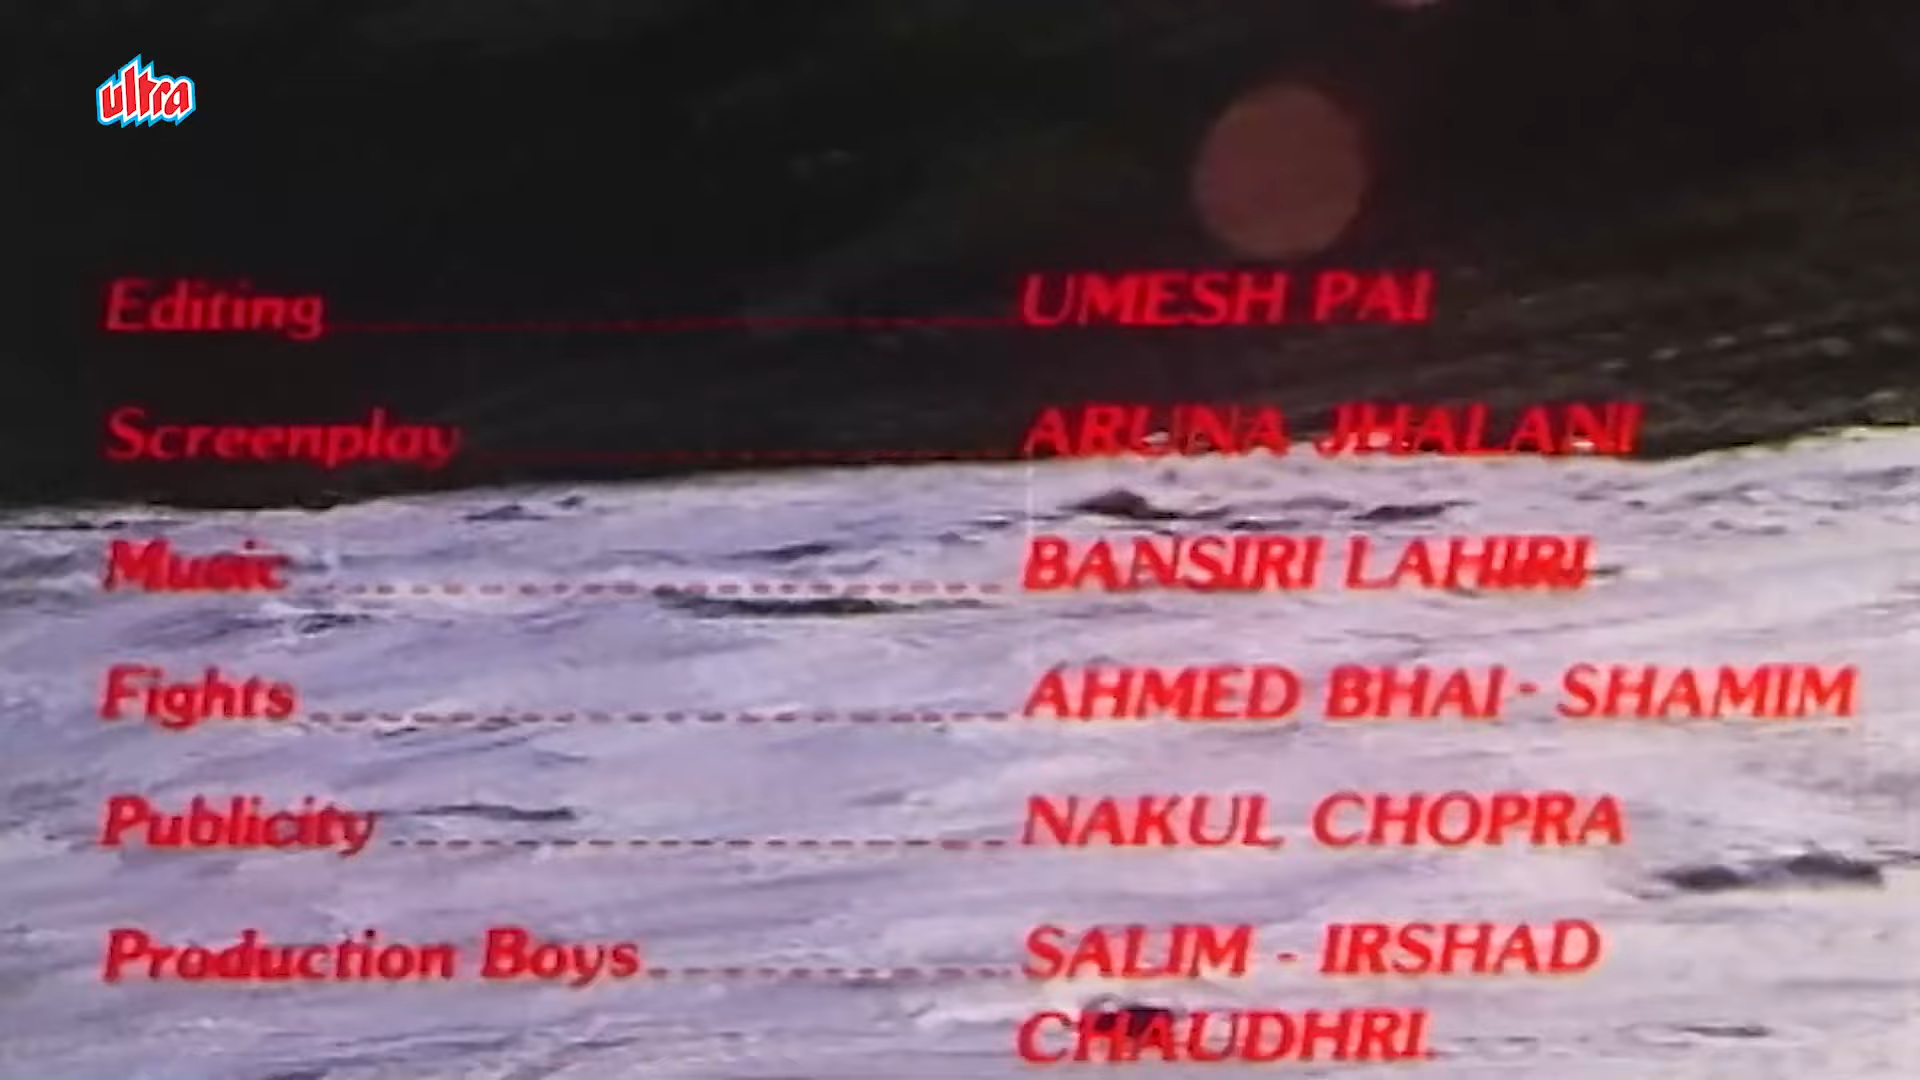 ultra
Editing UMESH PAI
Screenplay ARUNA JHALANI
Music BANSIRI LAHIRI
Fights AHMED BHAI - SHAMIM
Publicity NAKUL CHOPRA
Production Boys SALIM - IRSHAD
CHAUDHRI.